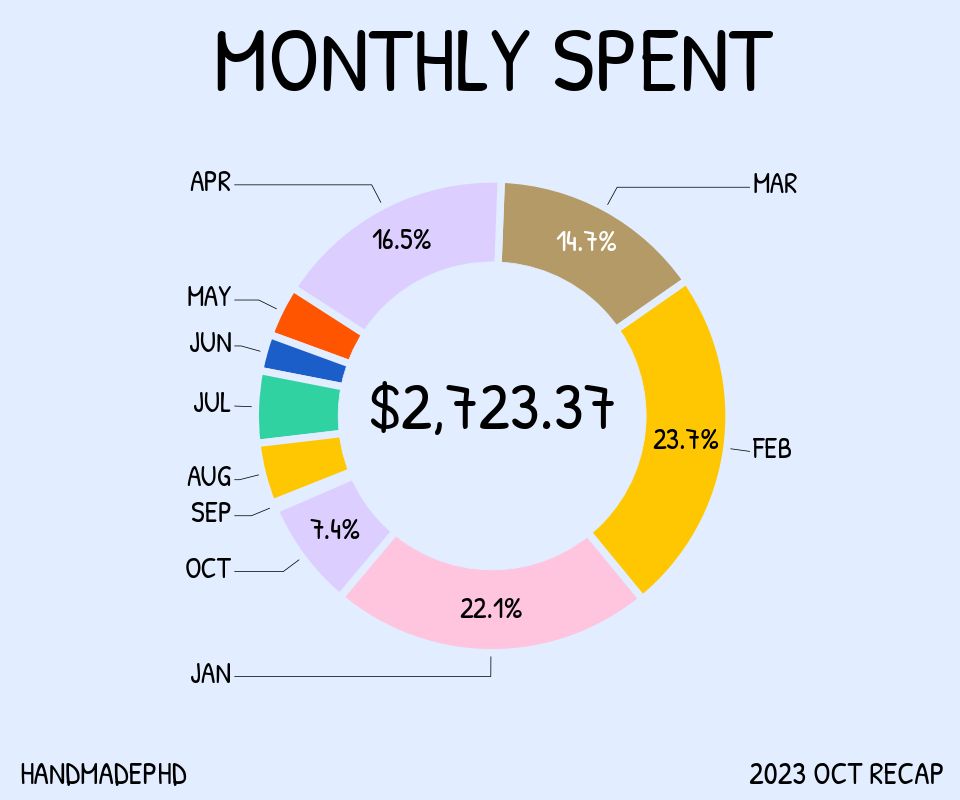 MONTHLY SPENT
APR
MAR
16.5%
14.7%
MAY
JUN
JUL
$2,723.37
23.7%
FEB
AUG
SEP
7.4%
OCT
22.1%
JAN
HANDMADEPHD
2023 OCT RECAP